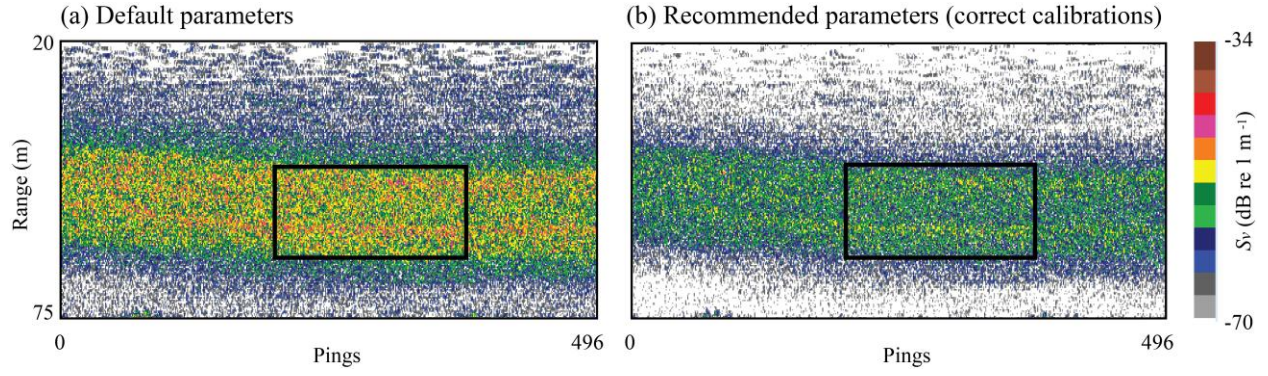 (a) Default parameters
(b) Recommended parameters (correct calibrations)
20
Range (m)
75
0
Pings
496
0
Pings
496
-34
Sv (dB re 1 m⁻¹)
-70